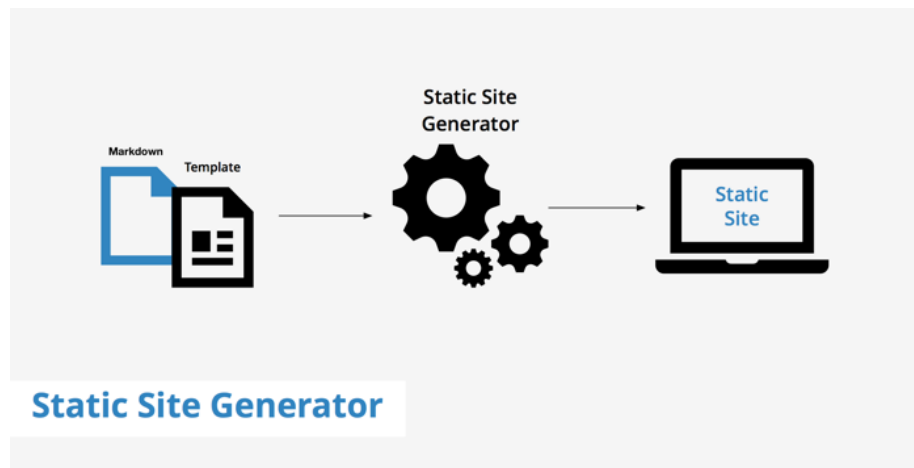 Static Site
Generator
Markdown
Template
Static
Site
Static Site Generator